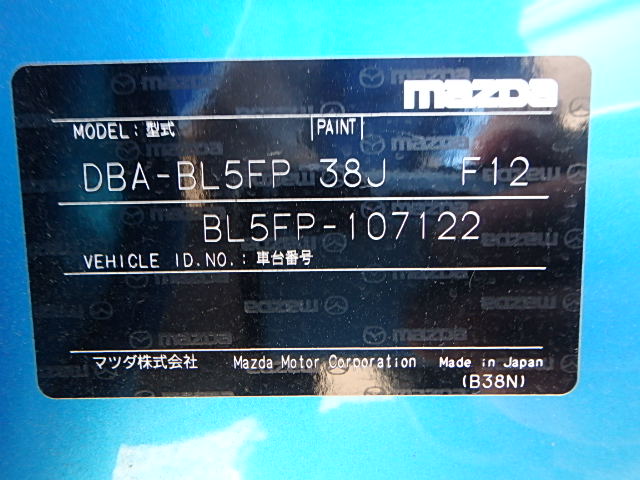 mazda
MODEL: 型式 PAINT
DBA-BL5FP 38J F12
BL5FP-107122
VEHICLE ID.NO.: 車台番号
マツダ株式会社 Mazda Motor Corporation Made in Japan
(B38N)